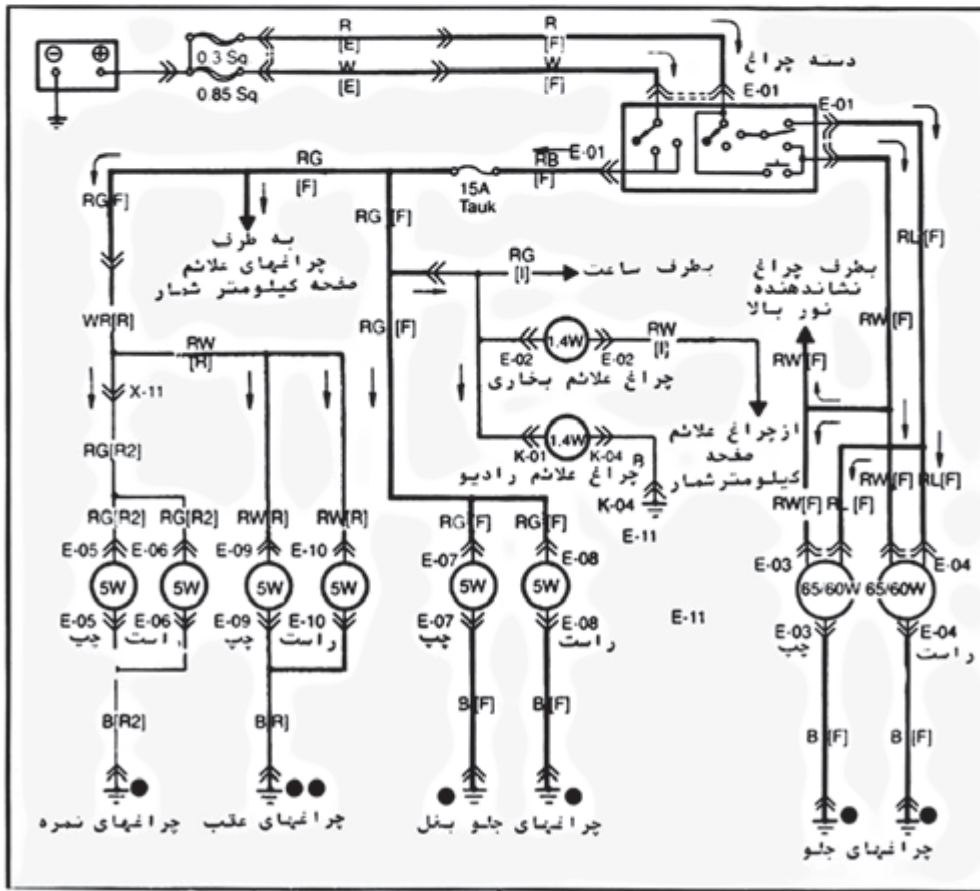 R
[E]
R
[F]
0.3 Sq
W
[E]
W
[F]
0.85 Sq
دسته چراغ
E-01
E-01
E-01
RB
[F]
15A
Tauk
RG
[F]
RG[F]
RG [F]
به طرف
چراغهای علائم
صفحه کیلومتر شمار
RG
[I]
بطرف ساعت
RL[F]
بطرف چراغ
نشاندهنده
نور بالا
WR[R]
RW
[R]
RG [F]
1.4W
E-02
E-02
RW
[I]
چراغ علائم بخاری
RW[F]
RW[F]
X-11
RG[R2]
1.4W
K-01
K-04
B
چراغ علائم رادیو
ازچراغ علائم
صفحه
کیلومترشمار
K-04
E-11
RW[F]
RL[F]
RW[F]
RL[F]
RG[R2]
RG[R2]
RW[R]
RW[R]
RG[F]
RG[F]
E-05
E-06
E-09
E-10
E-07
E-08
E-03
E-04
5W
5W
5W
5W
5W
5W
65/60W
65/60W
E-05
چپ
E-06
راست
E-09
چپ
E-10
راست
E-07
چپ
E-08
راست
E-11
E-03
چپ
E-04
راست
B[R2]
B[R]
B[F]
B[F]
B[F]
B[F]
چراغهای نمره
چراغهای عقب
چراغهای جلو بغل
چراغهای جلو